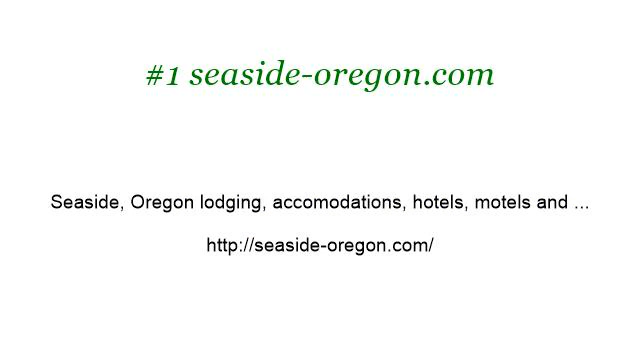 #1 seaside-oregon.com
Seaside, Oregon lodging, accomodations, hotels, motels and ...
http://seaside-oregon.com/